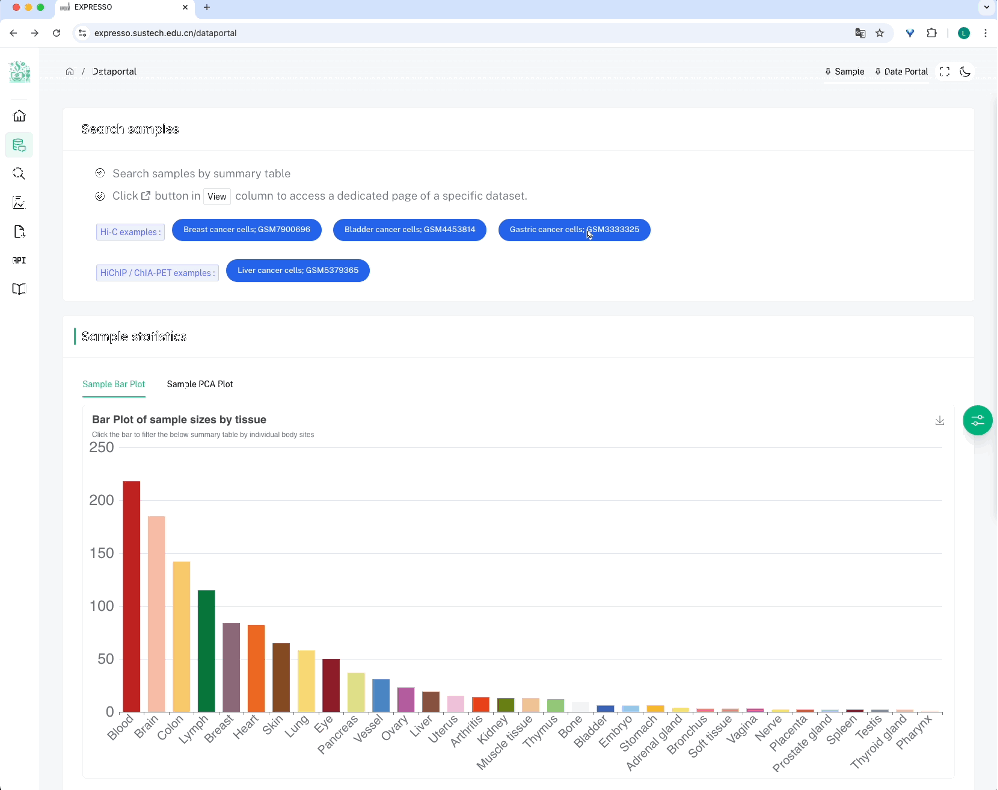 EXPRESSO
expresso.sustech.edu.cn/dataportal
L
/ Dataportal
Sample
Data Portal
Search samples
Search samples by summary table
Click button in View column to access a dedicated page of a specific dataset.
Hi-C examples :
Breast cancer cells; GSM7900696
Bladder cancer cells; GSM4453814
Gastric cancer cells; GSM3333325
HiChIP / ChIA-PET examples :
Liver cancer cells; GSM5379365
API
Sample statistics
Sample Bar Plot
Sample PCA Plot
Bar Plot of sample sizes by tissue
Click the bar to filter the below summary table by individual body sites
250
200
150
100
50
0
Blood
Brain
Colon
Lymph
Breast
Heart
Skin
Lung
Eye
Pancreas
Vessel
Ovary
Liver
Uterus
Arthritis
Kidney
Muscle tissue
Thymus
Bone
Bladder
Embryo
Stomach
Adrenal gland
Bronchus
Soft tissue
Vagina
Nerve
Placenta
Prostate gland
Spleen
Testis
Thyroid gland
Pharynx